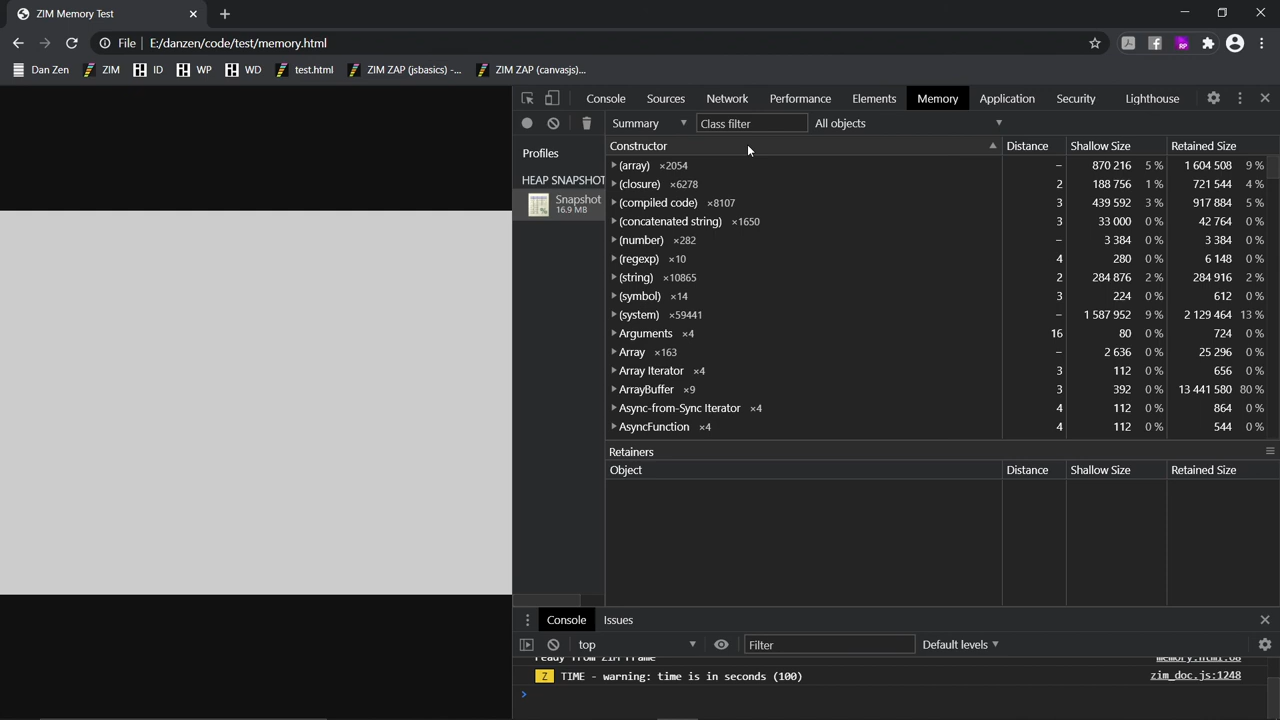 ZIM Memory Test
File E:/danzen/code/test/memory.html
Dan Zen ZIM ID WP WD test.html ZIM ZAP (jsbasics) -... ZIM ZAP (canvasjs)...
Console Sources Network Performance Elements Memory Application Security Lighthouse
Summary Class filter All objects
Profiles
HEAP SNAPSHOT
Snapshot
16.9 MB
Constructor Distance Shallow Size Retained Size
(array) ×2054 – 870 216 5 % 1 604 508 9 %
(closure) ×6278 2 188 756 1 % 721 544 4 %
(compiled code) ×8107 3 439 592 3 % 917 884 5 %
(concatenated string) ×1650 3 33 000 0 % 42 764 0 %
(number) ×282 – 3 384 0 % 3 384 0 %
(regexp) ×10 4 280 0 % 6 148 0 %
(string) ×10865 2 284 876 2 % 284 916 2 %
(symbol) ×14 3 224 0 % 612 0 %
(system) ×59441 – 1 587 952 9 % 2 129 464 13 %
Arguments ×4 16 80 0 % 724 0 %
Array ×163 – 2 636 0 % 25 296 0 %
Array Iterator ×4 3 112 0 % 656 0 %
ArrayBuffer ×9 3 392 0 % 13 441 580 80 %
Async-from-Sync Iterator ×4 4 112 0 % 864 0 %
AsyncFunction ×4 4 112 0 % 544 0 %
Retainers
Object Distance Shallow Size Retained Size
Console Issues
top Filter Default levels
ready from ZIM Frame memory.html:68
Z TIME - warning: time is in seconds (100) zim_doc.js:1248